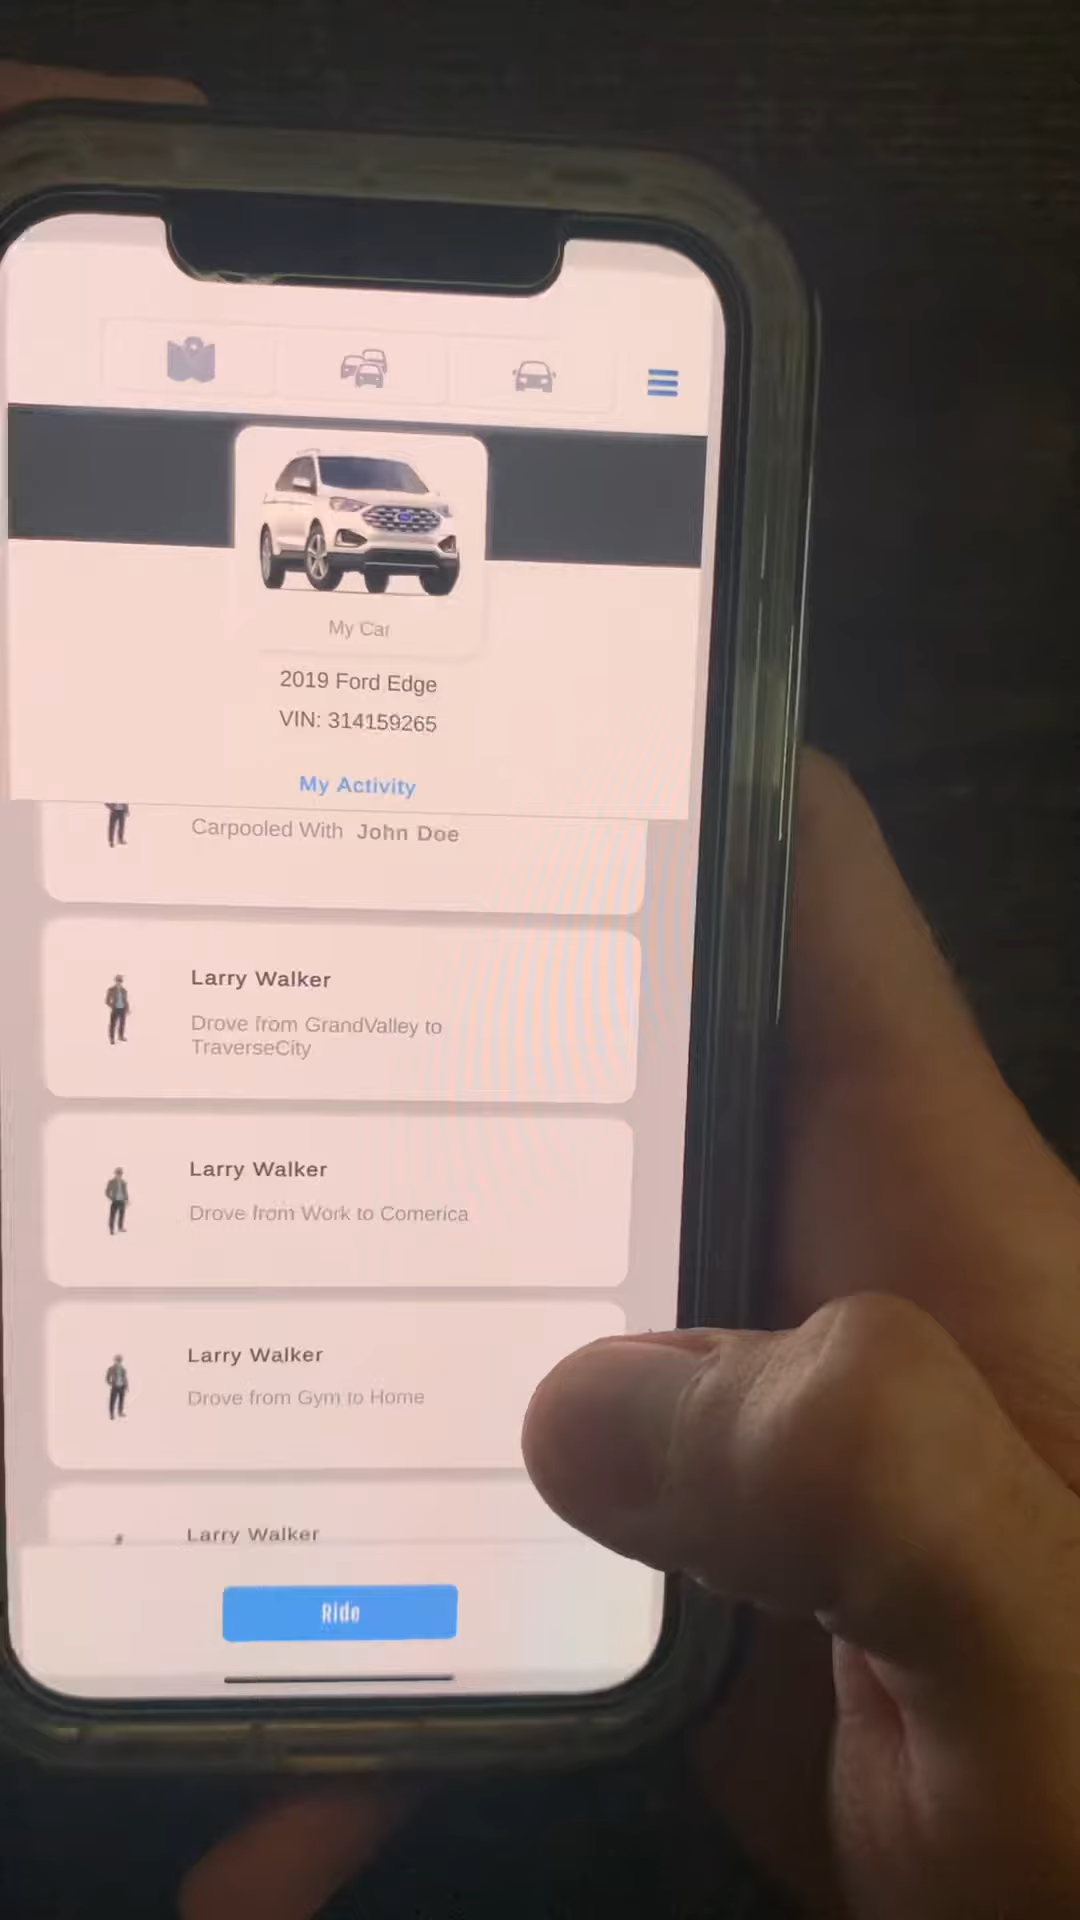 My Car
2019 Ford Edge
VIN: 314159265
My Activity
Carpooled With John Doe
Larry Walker
Drove from GrandValley to
TraverseCity
Larry Walker
Drove from Work to Comerica
Larry Walker
Drove from Gym to Home
Larry Walker
Ride